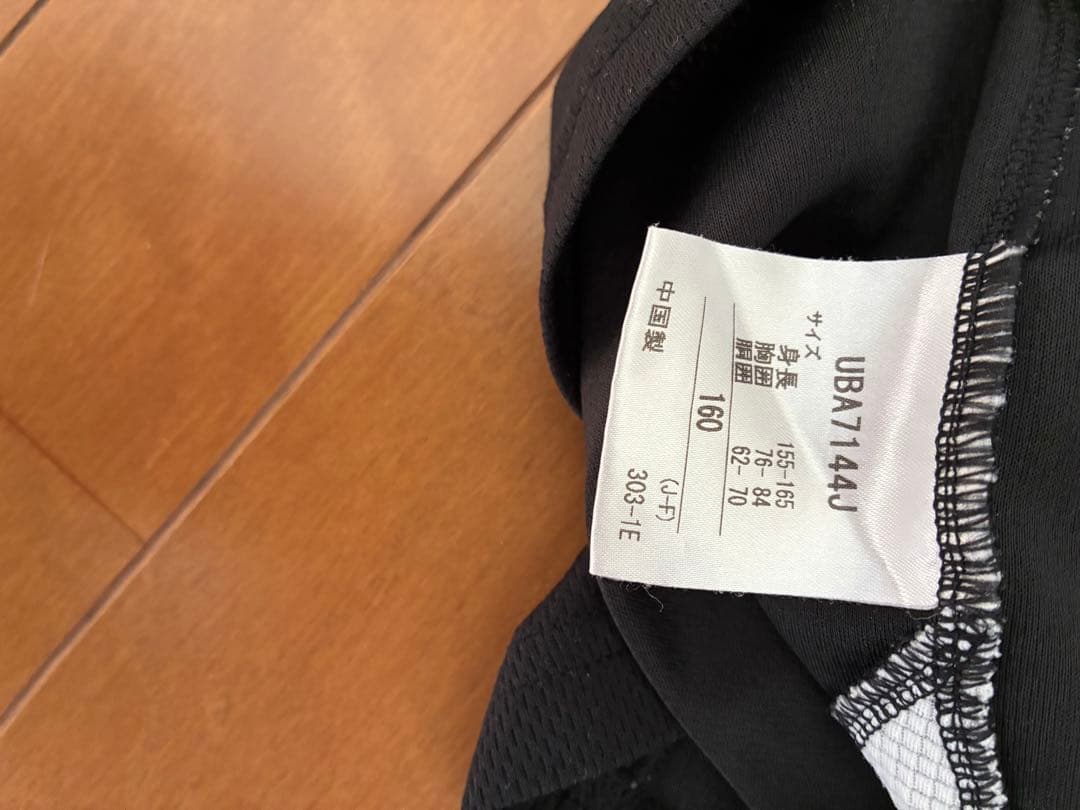 UBA7144J
サイズ
身長 155-165
胸囲 76- 84
胴囲 62- 70
160
(J-F)
中国製 303-1E